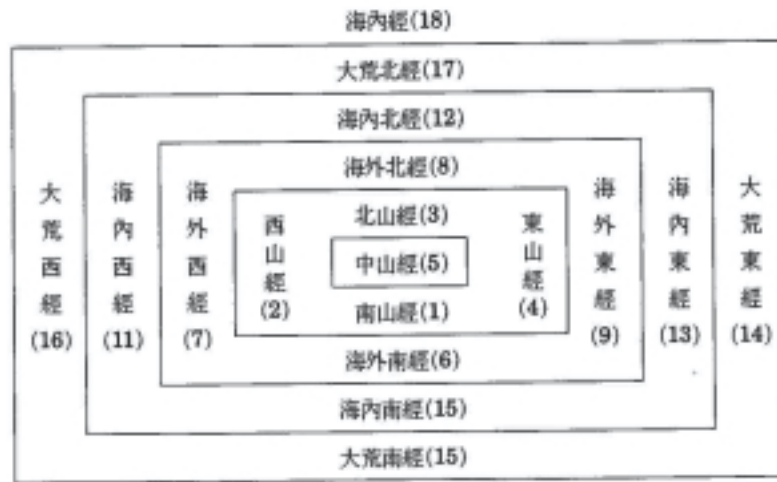 海內經(18)
大荒北經(17)
海內北經(12)
海外北經(8)
大荒西經(16)
海內西經(11)
海外西經(7)
西山經(2)
北山經(3)
中山經(5)
南山經(1)
東山經(4)
海外東經(9)
海內東經(13)
大荒東經(14)
海外南經(6)
海內南經(15)
大荒南經(15)